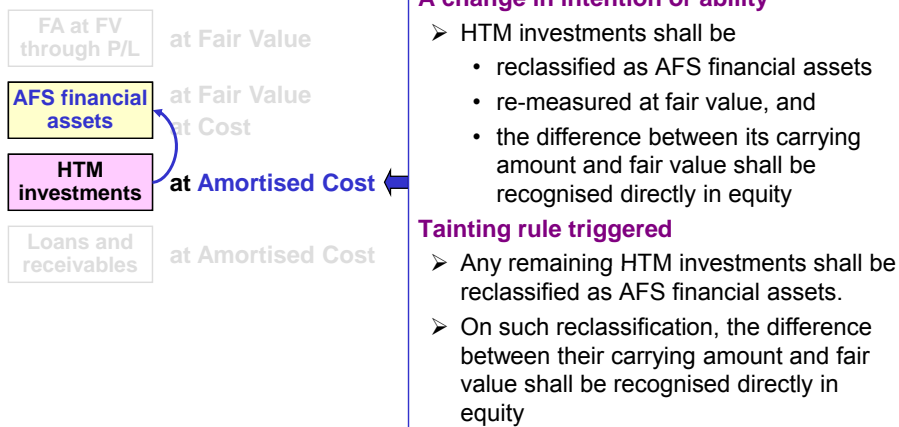 FA at FV
through P/L
at Fair Value
AFS financial
assets
at Fair Value
at Cost
HTM
investments
at Amortised Cost
Loans and
receivables
at Amortised Cost
A change in intention or ability
➢ HTM investments shall be
• reclassified as AFS financial assets
• re-measured at fair value, and
• the difference between its carrying
amount and fair value shall be
recognised directly in equity
Tainting rule triggered
➢ Any remaining HTM investments shall be
reclassified as AFS financial assets.
➢ On such reclassification, the difference
between their carrying amount and fair
value shall be recognised directly in
equity